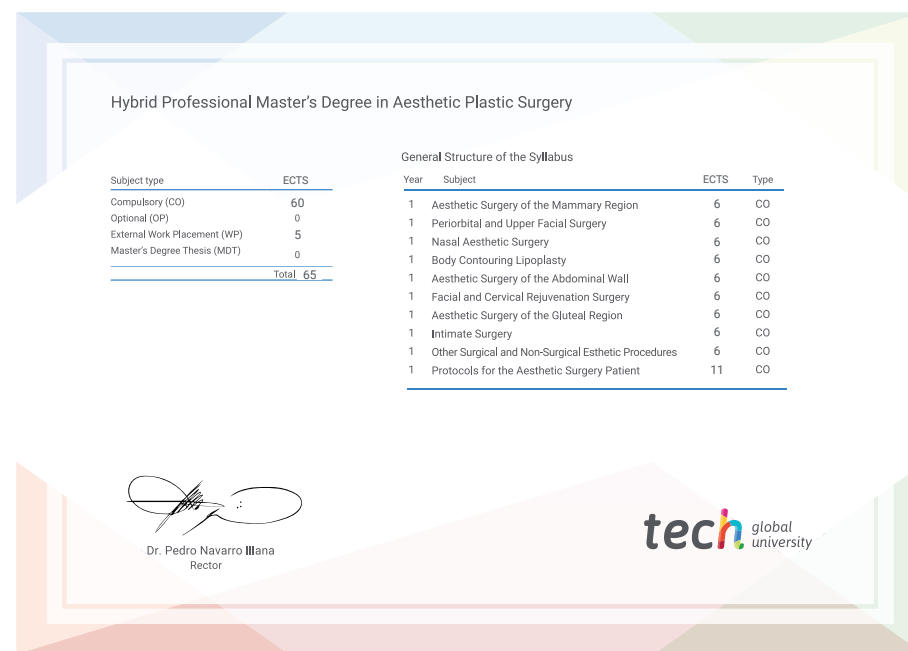 Hybrid Professional Master's Degree in Aesthetic Plastic Surgery
Subject type ECTS
Compulsory (CO) 60
Optional (OP) 0
External Work Placement (WP) 5
Master's Degree Thesis (MDT) 0
Total 65
General Structure of the Syllabus
Year Subject ECTS Type
1 Aesthetic Surgery of the Mammary Region 6 CO
1 Periorbital and Upper Facial Surgery 6 CO
1 Nasal Aesthetic Surgery 6 CO
1 Body Contouring Lipoplasty 6 CO
1 Aesthetic Surgery of the Abdominal Wall 6 CO
1 Facial and Cervical Rejuvenation Surgery 6 CO
1 Aesthetic Surgery of the Gluteal Region 6 CO
1 Intimate Surgery 6 CO
1 Other Surgical and Non-Surgical Esthetic Procedures 6 CO
1 Protocols for the Aesthetic Surgery Patient 11 CO
Dr. Pedro Navarro Illana
Rector
tech global
university